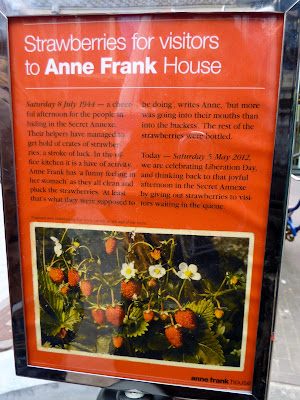 Strawberries for visitors
to Anne Frank House
Saturday 8 July 1944 — a cheer-
ful afternoon for the people in
hiding in the Secret Annexe.
Their helpers have managed to
get hold of crates of strawber-
ries, a stroke of luck. In the of-
fice kitchen it is a hive of activity.
Anne Frank has 'a funny feeling in
her stomach' as they all clean and
pluck the strawberries. 'At least,
that's what they were supposed to
be doing', writes Anne, 'but more
was going into their mouths than
into the buckets'. The rest of the
strawberries were bottled.
Today — Saturday 5 May 2012,
we are celebrating Liberation Day,
and thinking back to that joyful
afternoon in the Secret Annexe
by giving out strawberries to visi-
tors waiting in the queue.
anne frank house